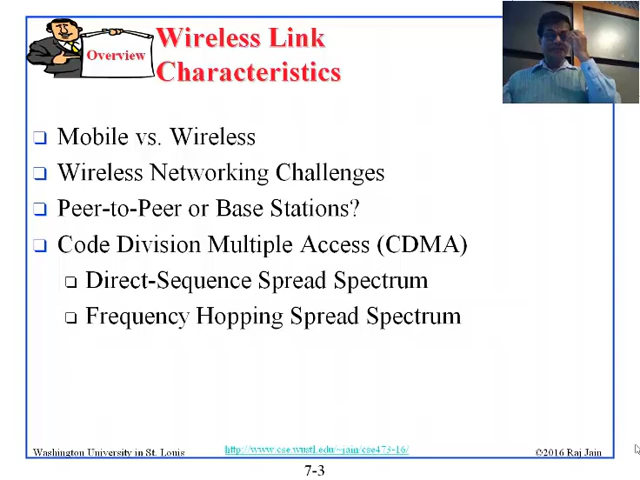 Overview
Wireless Link
Characteristics
Mobile vs. Wireless
Wireless Networking Challenges
Peer-to-Peer or Base Stations?
Code Division Multiple Access (CDMA)
Direct-Sequence Spread Spectrum
Frequency Hopping Spread Spectrum
Washington University in St. Louis
http://www.cse.wustl.edu/~jain/cse473-16/
©2016 Raj Jain
7-3